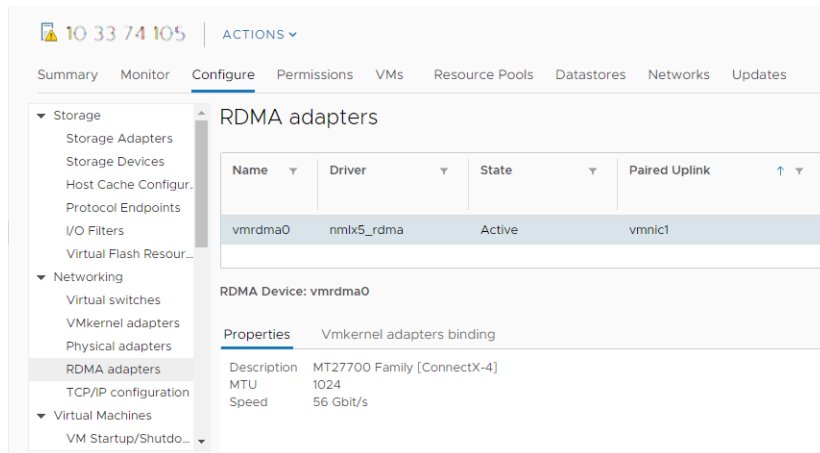 10 33 74 105 ACTIONS
Summary Monitor Configure Permissions VMs Resource Pools Datastores Networks Updates
Storage
Storage Adapters
Storage Devices
Host Cache Configur..
Protocol Endpoints
I/O Filters
Virtual Flash Resour...
Networking
Virtual switches
VMkernel adapters
Physical adapters
RDMA adapters
TCP/IP configuration
Virtual Machines
VM Startup/Shutdo...
RDMA adapters
Name Driver State Paired Uplink
vmrdma0 nmlx5_rdma Active vmnic1
RDMA Device: vmrdma0
Properties Vmkernel adapters binding
Description MT27700 Family [ConnectX-4]
MTU 1024
Speed 56 Gbit/s